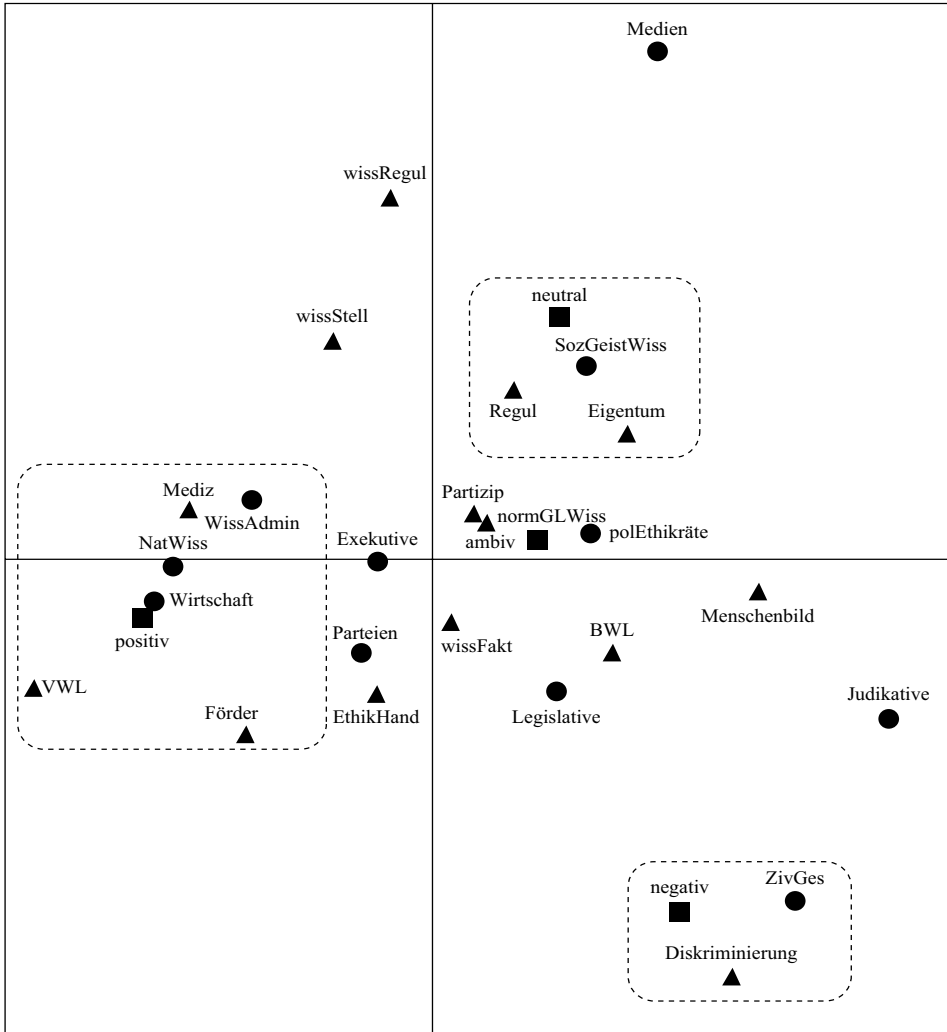 Medien
wissRegul
neutral
wissStell
SozGeistWiss
Regul
Eigentum
Mediz
WissAdmin
Partizip
normGLWiss
ambiv
polEthikräte
NatWiss
Exekutive
Wirtschaft
positiv
Parteien
wissFakt
BWL
Menschenbild
VWL
Förder
EthikHand
Legislative
Judikative
negativ
ZivGes
Diskriminierung